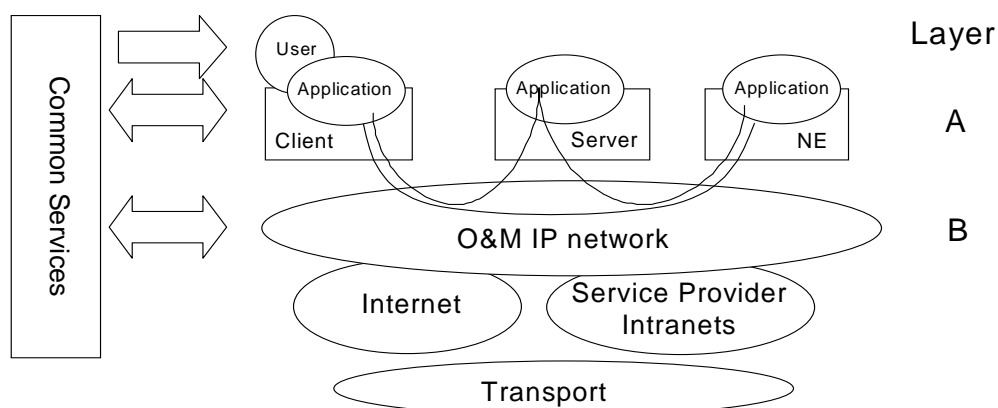 Common Services
Layer
User
Application
Application
Application
Client
Server
NE
A
O&M IP network
B
Internet
Service Provider
Intranets
Transport